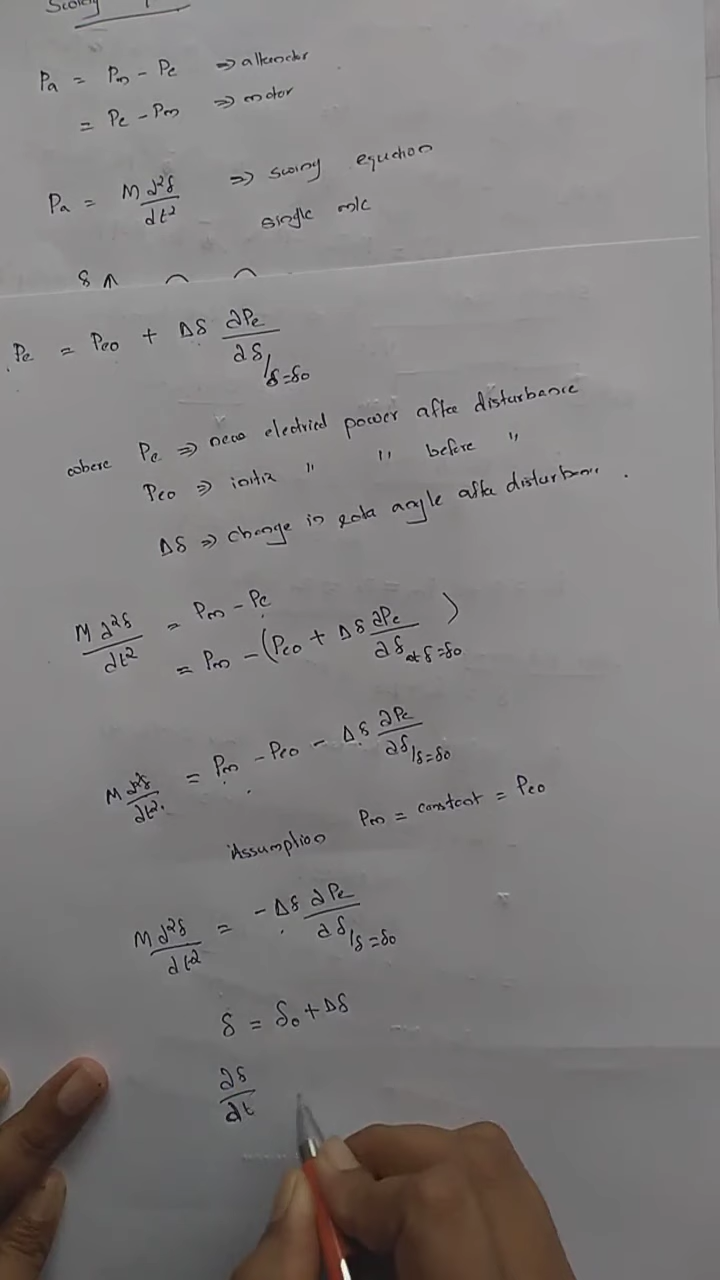 Swing
Pa = Pm - Pe ⇒ alternator
= Pe - Pm ⇒ motor
Pa = M d²δ/dt² ⇒ swing equation
single m/c
Pe = Peo + Δδ ∂Pe/∂δ /δ=δo
where Pe ⇒ new electrical power after disturbance
Peo ⇒ initia " " before "
Δδ ⇒ change in rotor angle after disturbance.
M d²δ/dt² = Pm - Pe
= Pm - (Peo + Δδ ∂Pe/∂δ at δ=δo)
M d²δ/dt² = Pm - Peo - Δδ ∂Pe/∂δ /δ=δo
Assumption Pm = constant = Peo
M d²δ/dt² = -Δδ ∂Pe/∂δ /δ=δo
δ = δo + Δδ
∂δ/∂t